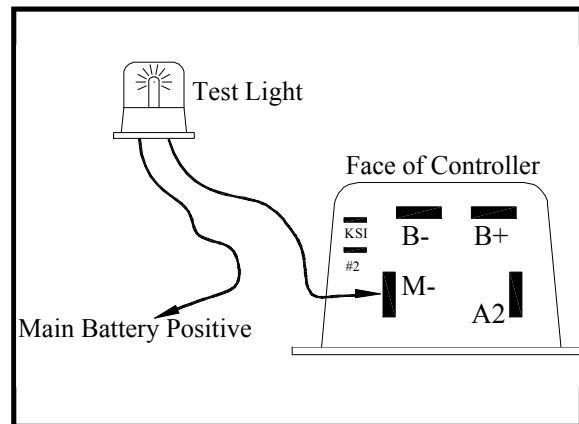 Test Light
Face of Controller
KSI
B-
B+
#2
M-
A2
Main Battery Positive